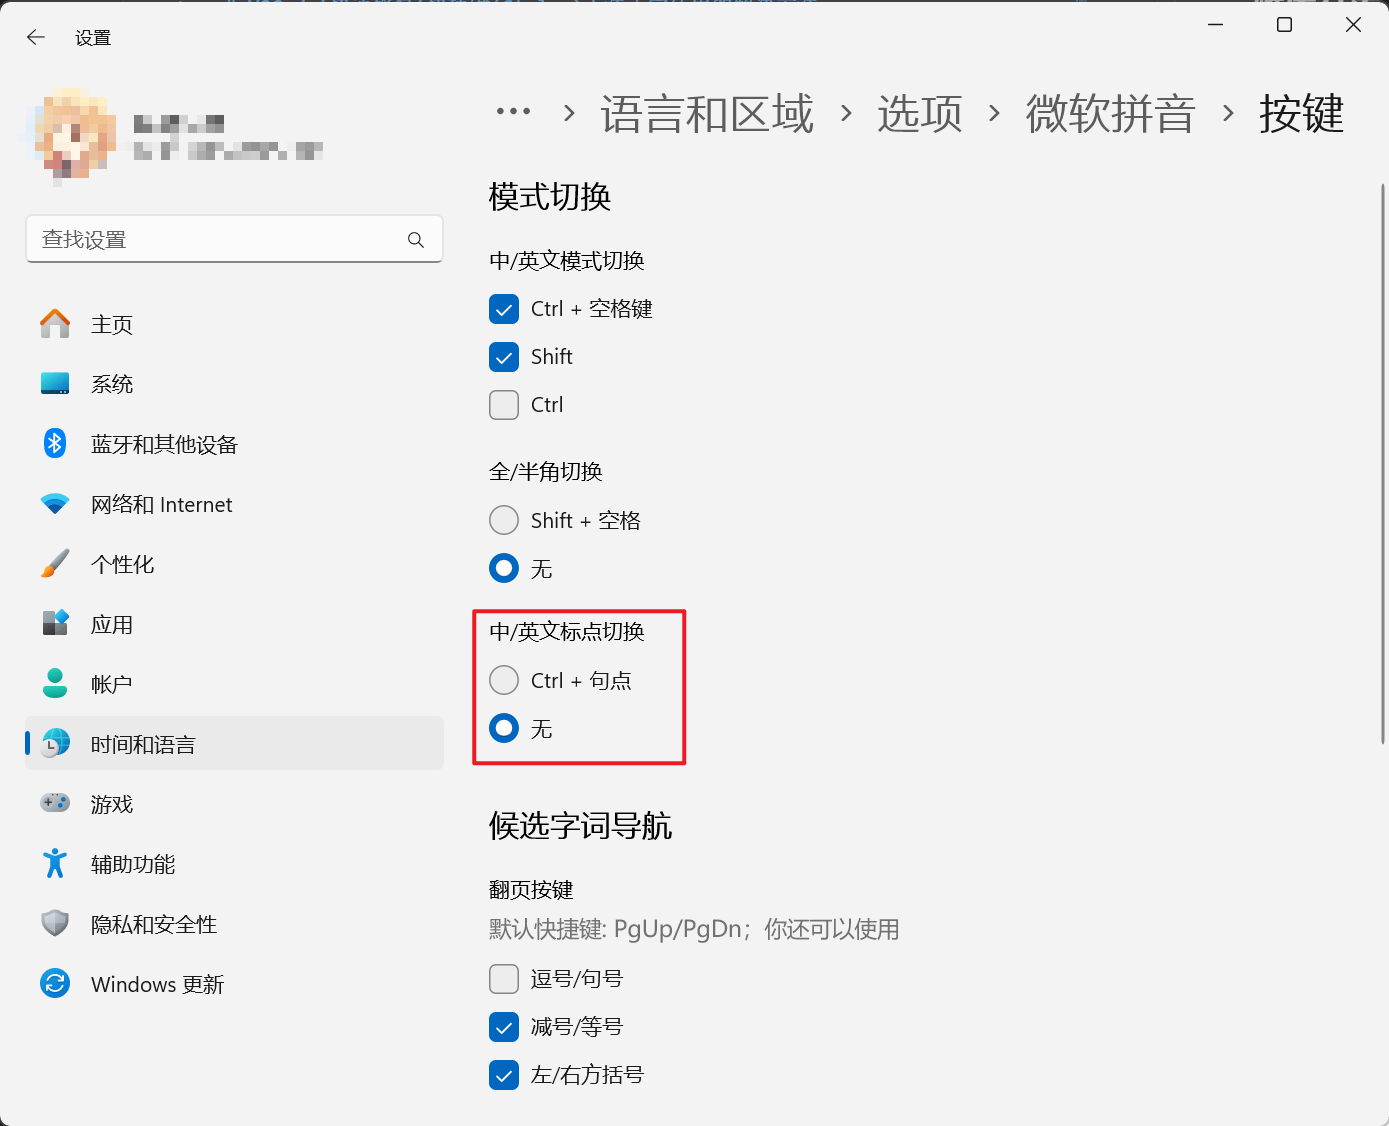 设置
查找设置
主页
系统
蓝牙和其他设备
网络和 Internet
个性化
应用
帐户
时间和语言
游戏
辅助功能
隐私和安全性
Windows 更新
··· › 语言和区域 › 选项 › 微软拼音 › 按键
模式切换
中/英文模式切换
Ctrl + 空格键
Shift
Ctrl
全/半角切换
Shift + 空格
无
中/英文标点切换
Ctrl + 句点
无
候选字词导航
翻页按键
默认快捷键: PgUp/PgDn；你还可以使用
逗号/句号
减号/等号
左/右方括号